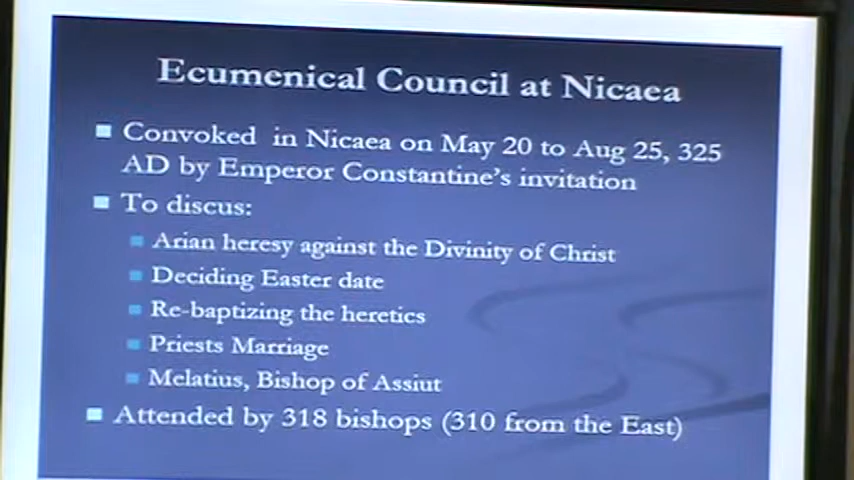 Ecumenical Council at Nicaea
Convoked in Nicaea on May 20 to Aug 25, 325
AD by Emperor Constantine's invitation
To discus:
Arian heresy against the Divinity of Christ
Deciding Easter date
Re-baptizing the heretics
Priests Marriage
Melatius, Bishop of Assiut
Attended by 318 bishops (310 from the East)